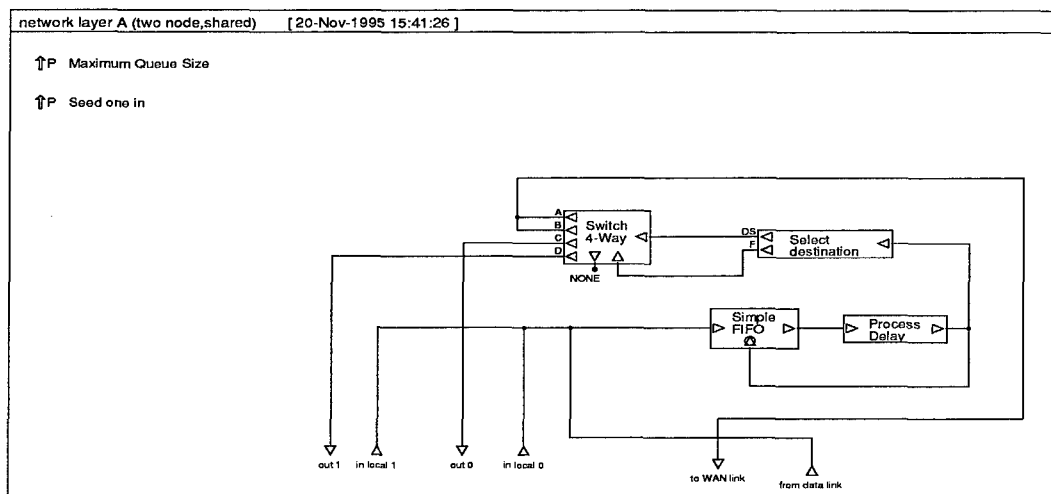 network layer A (two node,shared) [ 20-Nov-1995 15:41:26 ]
⇑P Maximum Queue Size
⇑P Seed one in
A
B
C
D
Switch
4-Way
NONE
DS
F
Select
destination
Simple
FIFO
Process
Delay
out 1
in local 1
out 0
in local 0
to WAN link
from data link